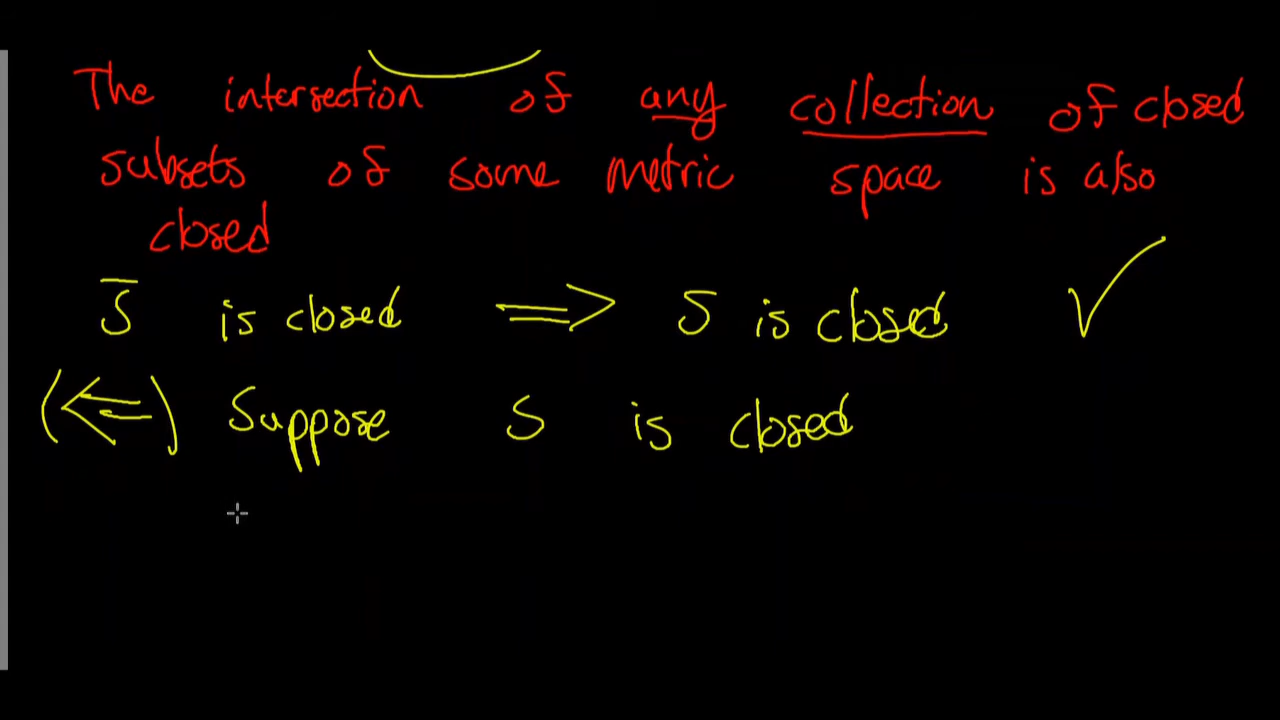 The intersection of any collection of closed
subsets of some metric space is also
closed
S̅ is closed ⟹ S is closed ✓
(⟸) Suppose S is closed